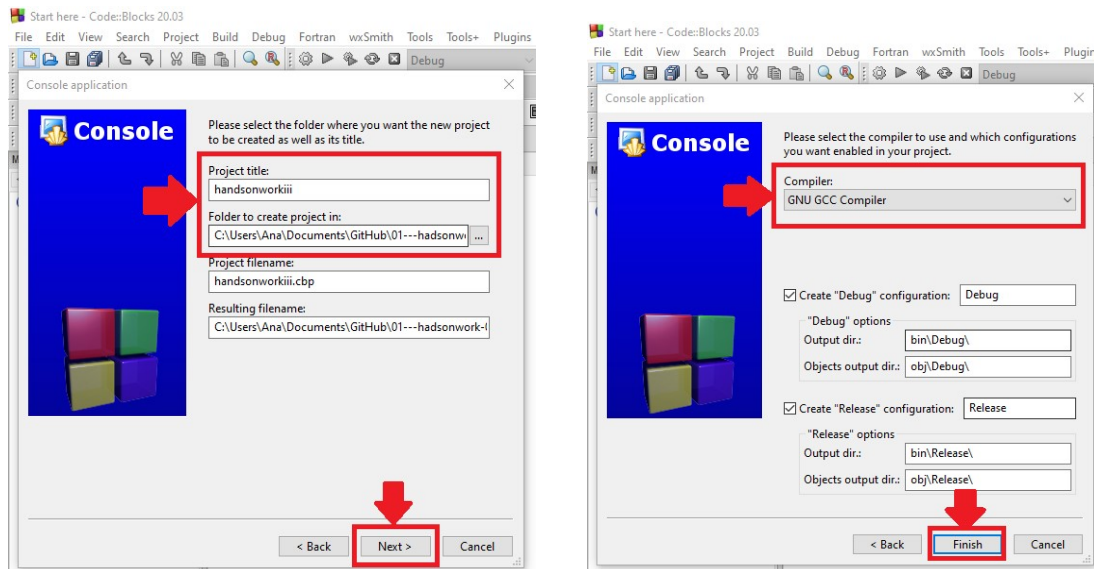 Start here - Code::Blocks 20.03
File Edit View Search Project Build Debug Fortran wxSmith Tools Tools+ Plugins
Debug
Console application
Console
Please select the folder where you want the new project
to be created as well as its title.
Project title:
handsonworkiii
Folder to create project in:
C:\Users\Ana\Documents\GitHub\01---hadsonw
...
Project filename:
handsonworkiii.cbp
Resulting filename:
C:\Users\Ana\Documents\GitHub\01---hadsonwork-(
< Back Next > Cancel
Start here - Code::Blocks 20.03
File Edit View Search Project Build Debug Fortran wxSmith Tools Tools+ Plugin
Debug
Console application
Console
Please select the compiler to use and which configurations
you want enabled in your project.
Compiler:
GNU GCC Compiler
Create "Debug" configuration: Debug
"Debug" options
Output dir.: bin\Debug\
Objects output dir.: obj\Debug\
Create "Release" configuration: Release
"Release" options
Output dir.: bin\Release\
Objects output dir.: obj\Release\
< Back Finish Cancel